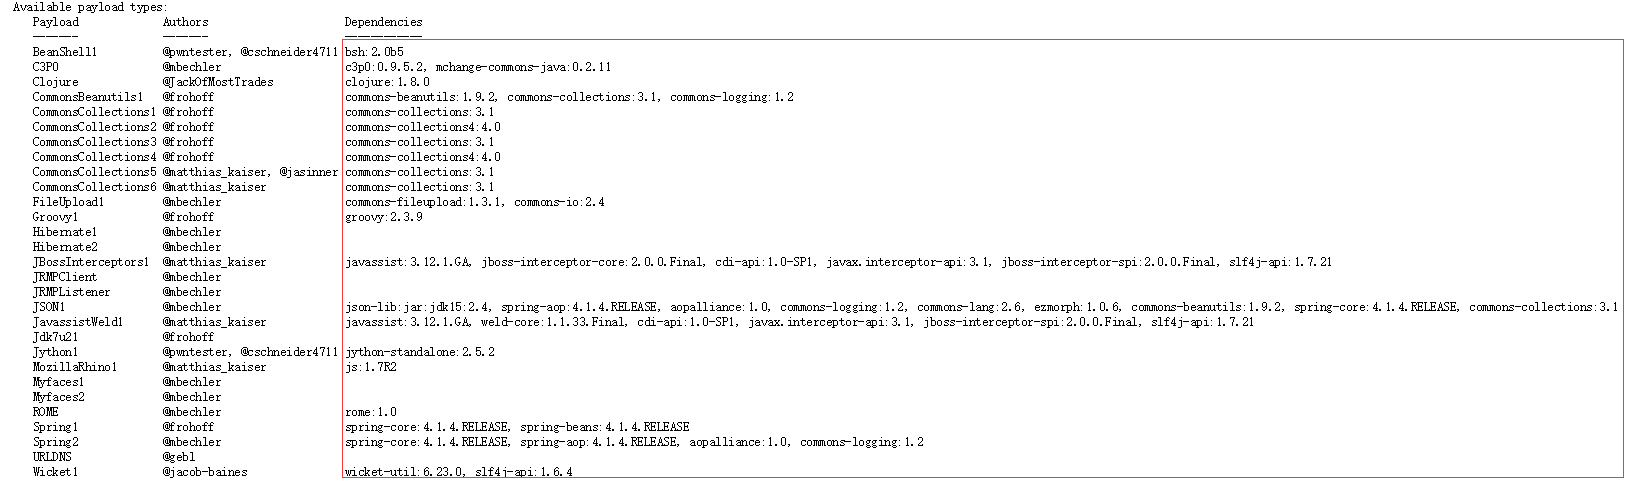 Available payload types:
Payload Authors Dependencies
------- ------- ------------
BeanShell1 @pwntester, @cschneider4711 bsh:2.0b5
C3P0 @mbechler c3p0:0.9.5.2, mchange-commons-java:0.2.11
Clojure @JackOfMostTrades clojure:1.8.0
CommonsBeanutils1 @frohoff commons-beanutils:1.9.2, commons-collections:3.1, commons-logging:1.2
CommonsCollections1 @frohoff commons-collections:3.1
CommonsCollections2 @frohoff commons-collections4:4.0
CommonsCollections3 @frohoff commons-collections:3.1
CommonsCollections4 @frohoff commons-collections4:4.0
CommonsCollections5 @matthias_kaiser, @jasinner commons-collections:3.1
CommonsCollections6 @matthias_kaiser commons-collections:3.1
FileUpload1 @mbechler commons-fileupload:1.3.1, commons-io:2.4
Groovy1 @frohoff groovy:2.3.9
Hibernate1 @mbechler
Hibernate2 @mbechler
JBossInterceptors1 @matthias_kaiser javassist:3.12.1.GA, jboss-interceptor-core:2.0.0.Final, cdi-api:1.0-SP1, javax.interceptor-api:3.1, jboss-interceptor-spi:2.0.0.Final, slf4j-api:1.7.21
JRMPClient @mbechler
JRMPListener @mbechler
JSON1 @mbechler json-lib:jar:jdk15:2.4, spring-aop:4.1.4.RELEASE, aopalliance:1.0, commons-logging:1.2, commons-lang:2.6, ezmorph:1.0.6, commons-beanutils:1.9.2, spring-core:4.1.4.RELEASE, commons-collections:3.1
JavassistWeld1 @matthias_kaiser javassist:3.12.1.GA, weld-core:1.1.33.Final, cdi-api:1.0-SP1, javax.interceptor-api:3.1, jboss-interceptor-spi:2.0.0.Final, slf4j-api:1.7.21
Jdk7u21 @frohoff
Jython1 @pwntester, @cschneider4711 jython-standalone:2.5.2
MozillaRhino1 @matthias_kaiser js:1.7R2
Myfaces1 @mbechler
Myfaces2 @mbechler
ROME @mbechler rome:1.0
Spring1 @frohoff spring-core:4.1.4.RELEASE, spring-beans:4.1.4.RELEASE
Spring2 @mbechler spring-core:4.1.4.RELEASE, spring-aop:4.1.4.RELEASE, aopalliance:1.0, commons-logging:1.2
URLDNS @gebl
Wicket1 @jacob-baines wicket-util:6.23.0, slf4j-api:1.6.4